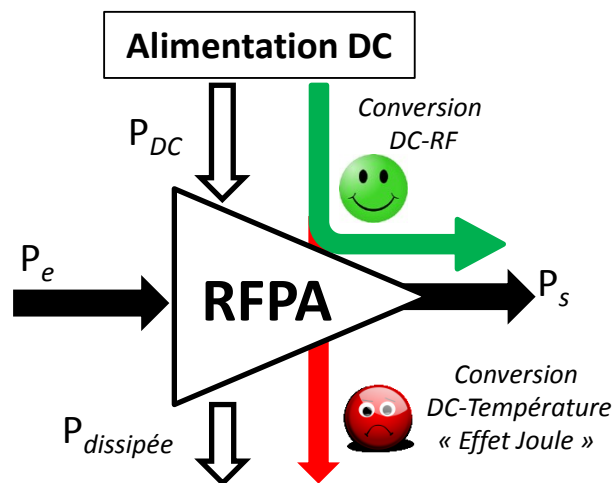 Alimentation DC
P_DC
Conversion
DC-RF
P_e
RFPA
P_s
P_dissipée
Conversion
DC-Température
« Effet Joule »